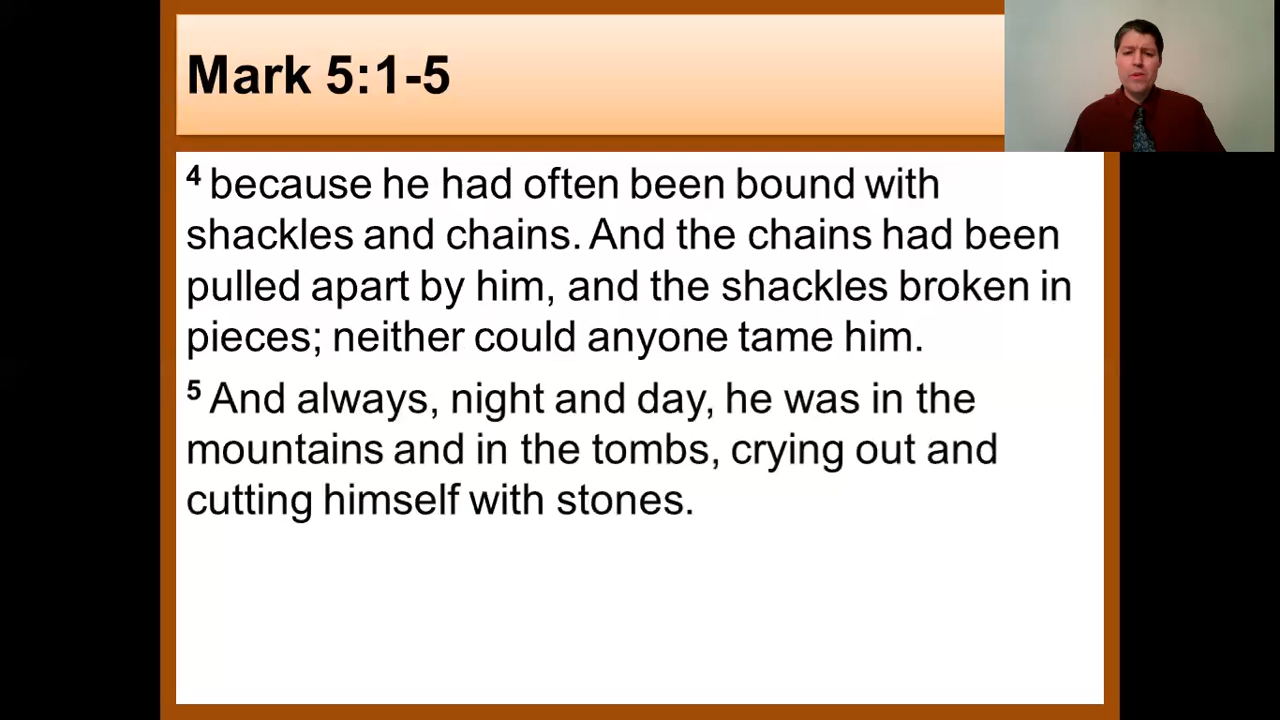 Mark 5:1-5
4 because he had often been bound with
shackles and chains. And the chains had been
pulled apart by him, and the shackles broken in
pieces; neither could anyone tame him.
5 And always, night and day, he was in the
mountains and in the tombs, crying out and
cutting himself with stones.